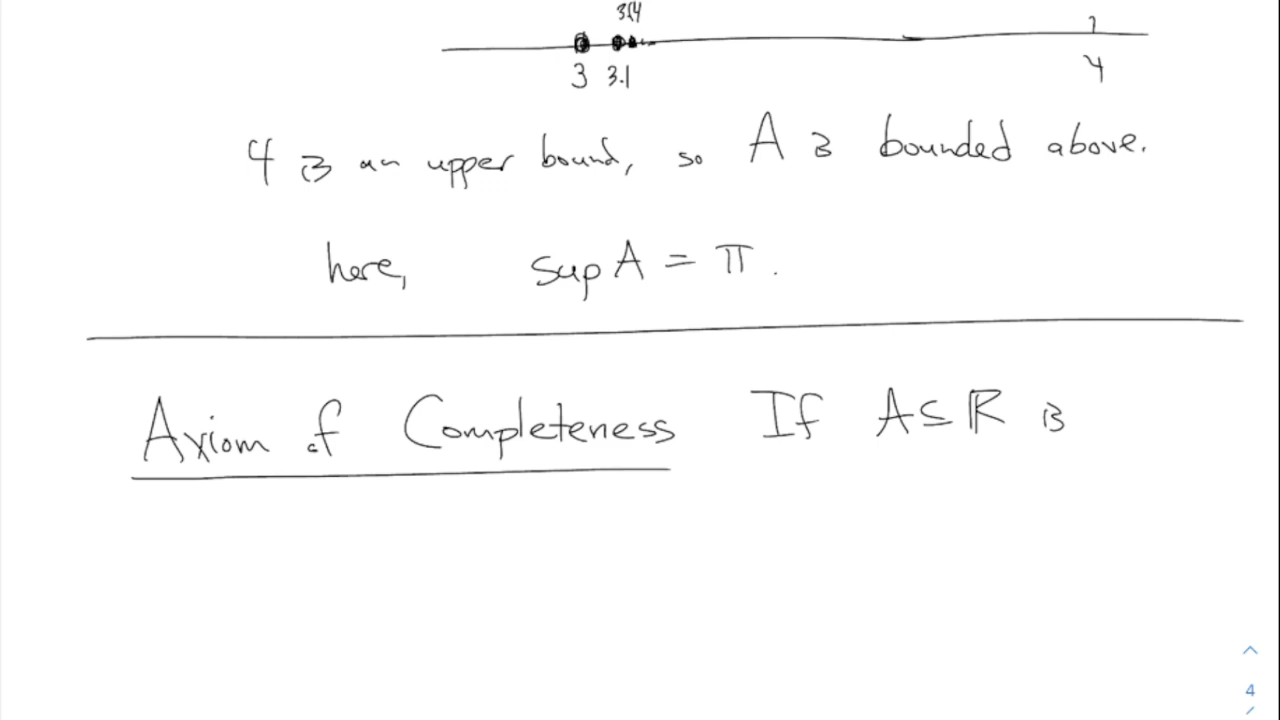 3.14
3 3.1 4
4 is an upper bound, so A is bounded above.
here, sup A = π.
Axiom of Completeness If A ⊆ ℝ is
4